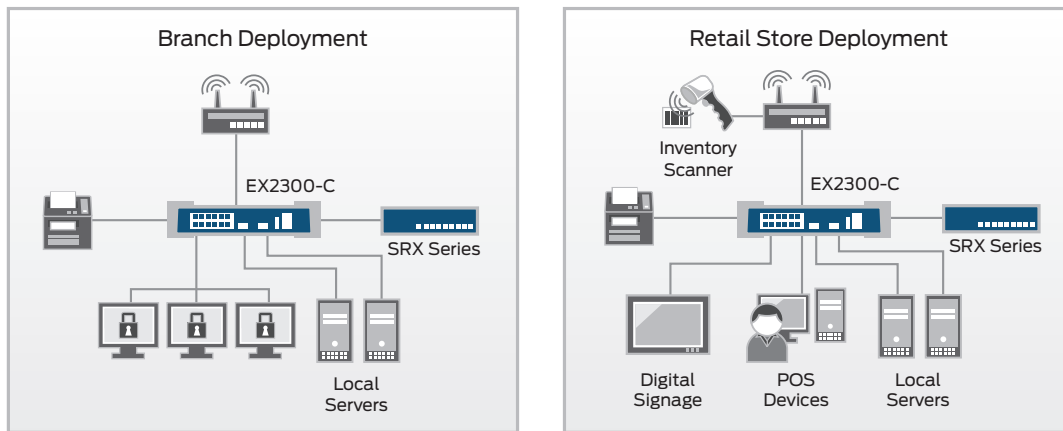 Branch Deployment
EX2300-C
SRX Series
Local
Servers
Retail Store Deployment
Inventory
Scanner
EX2300-C
SRX Series
Digital
Signage
POS
Devices
Local
Servers